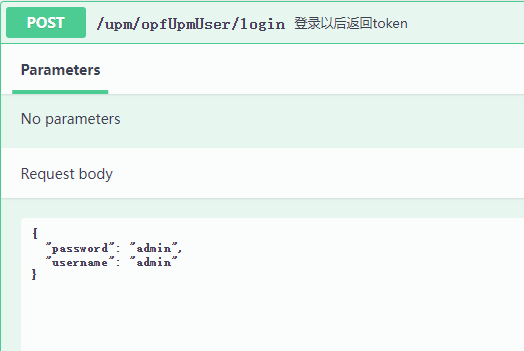 POST /upm/opfUpmUser/login 登录以后返回token
Parameters
No parameters
Request body
{
"password": "admin",
"username": "admin"
}